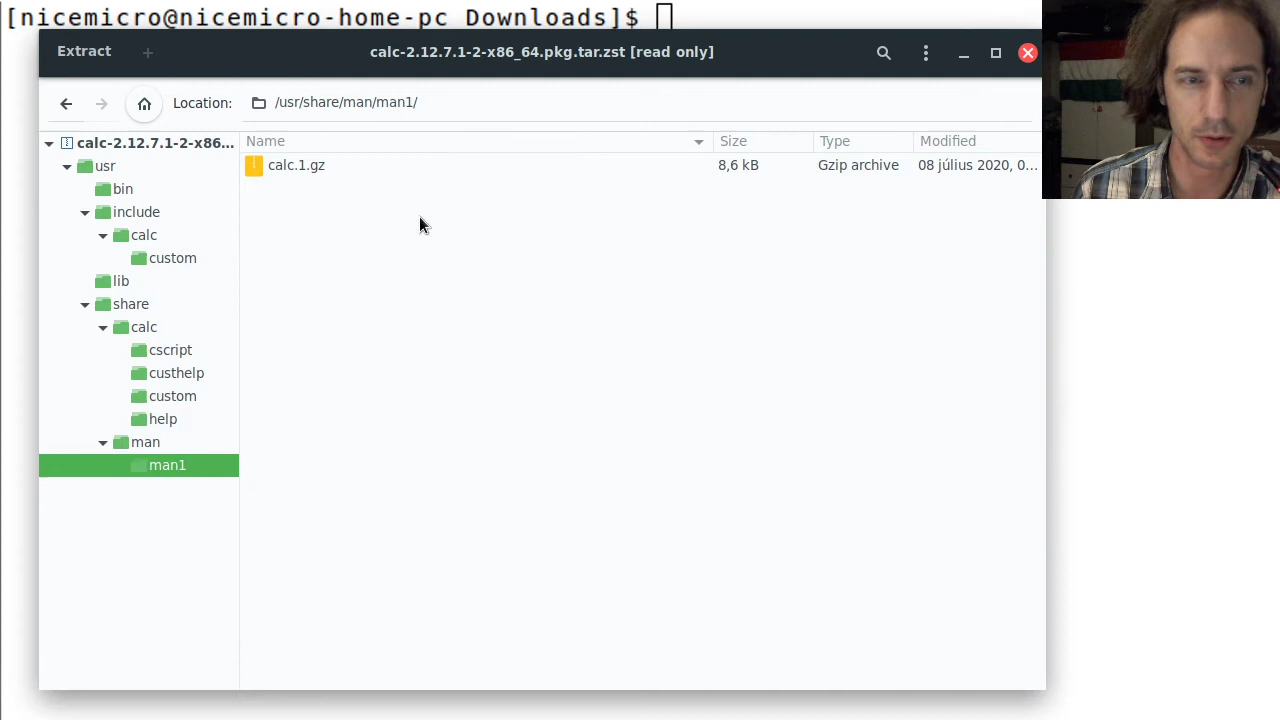 [nicemicro@nicemicro-home-pc Downloads]$
Extract + calc-2.12.7.1-2-x86_64.pkg.tar.zst [read only]
Location: /usr/share/man/man1/
calc-2.12.7.1-2-x86...
usr
bin
include
calc
custom
lib
share
calc
cscript
custhelp
custom
help
man
man1
Name Size Type Modified
calc.1.gz 8,6 kB Gzip archive 08 július 2020, 0...